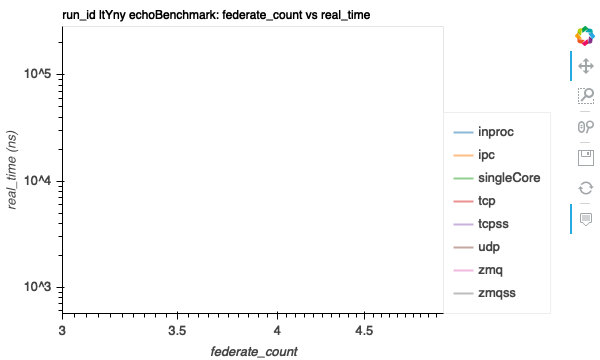 run_id ltYny echoBenchmark: federate_count vs real_time
real_time (ns)
10^5
10^4
10^3
3
3.5
4
4.5
federate_count
inproc
ipc
singleCore
tcp
tcpss
udp
zmq
zmqss